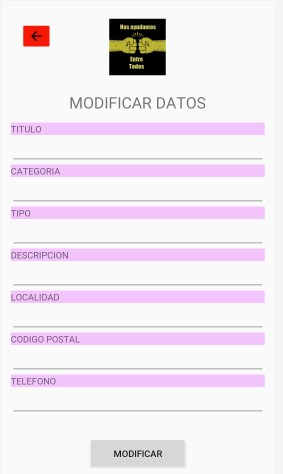 Nos ayudamos
Entre
Todos
MODIFICAR DATOS
TITULO
CATEGORIA
TIPO
DESCRIPCION
LOCALIDAD
CODIGO POSTAL
TELEFONO
MODIFICAR